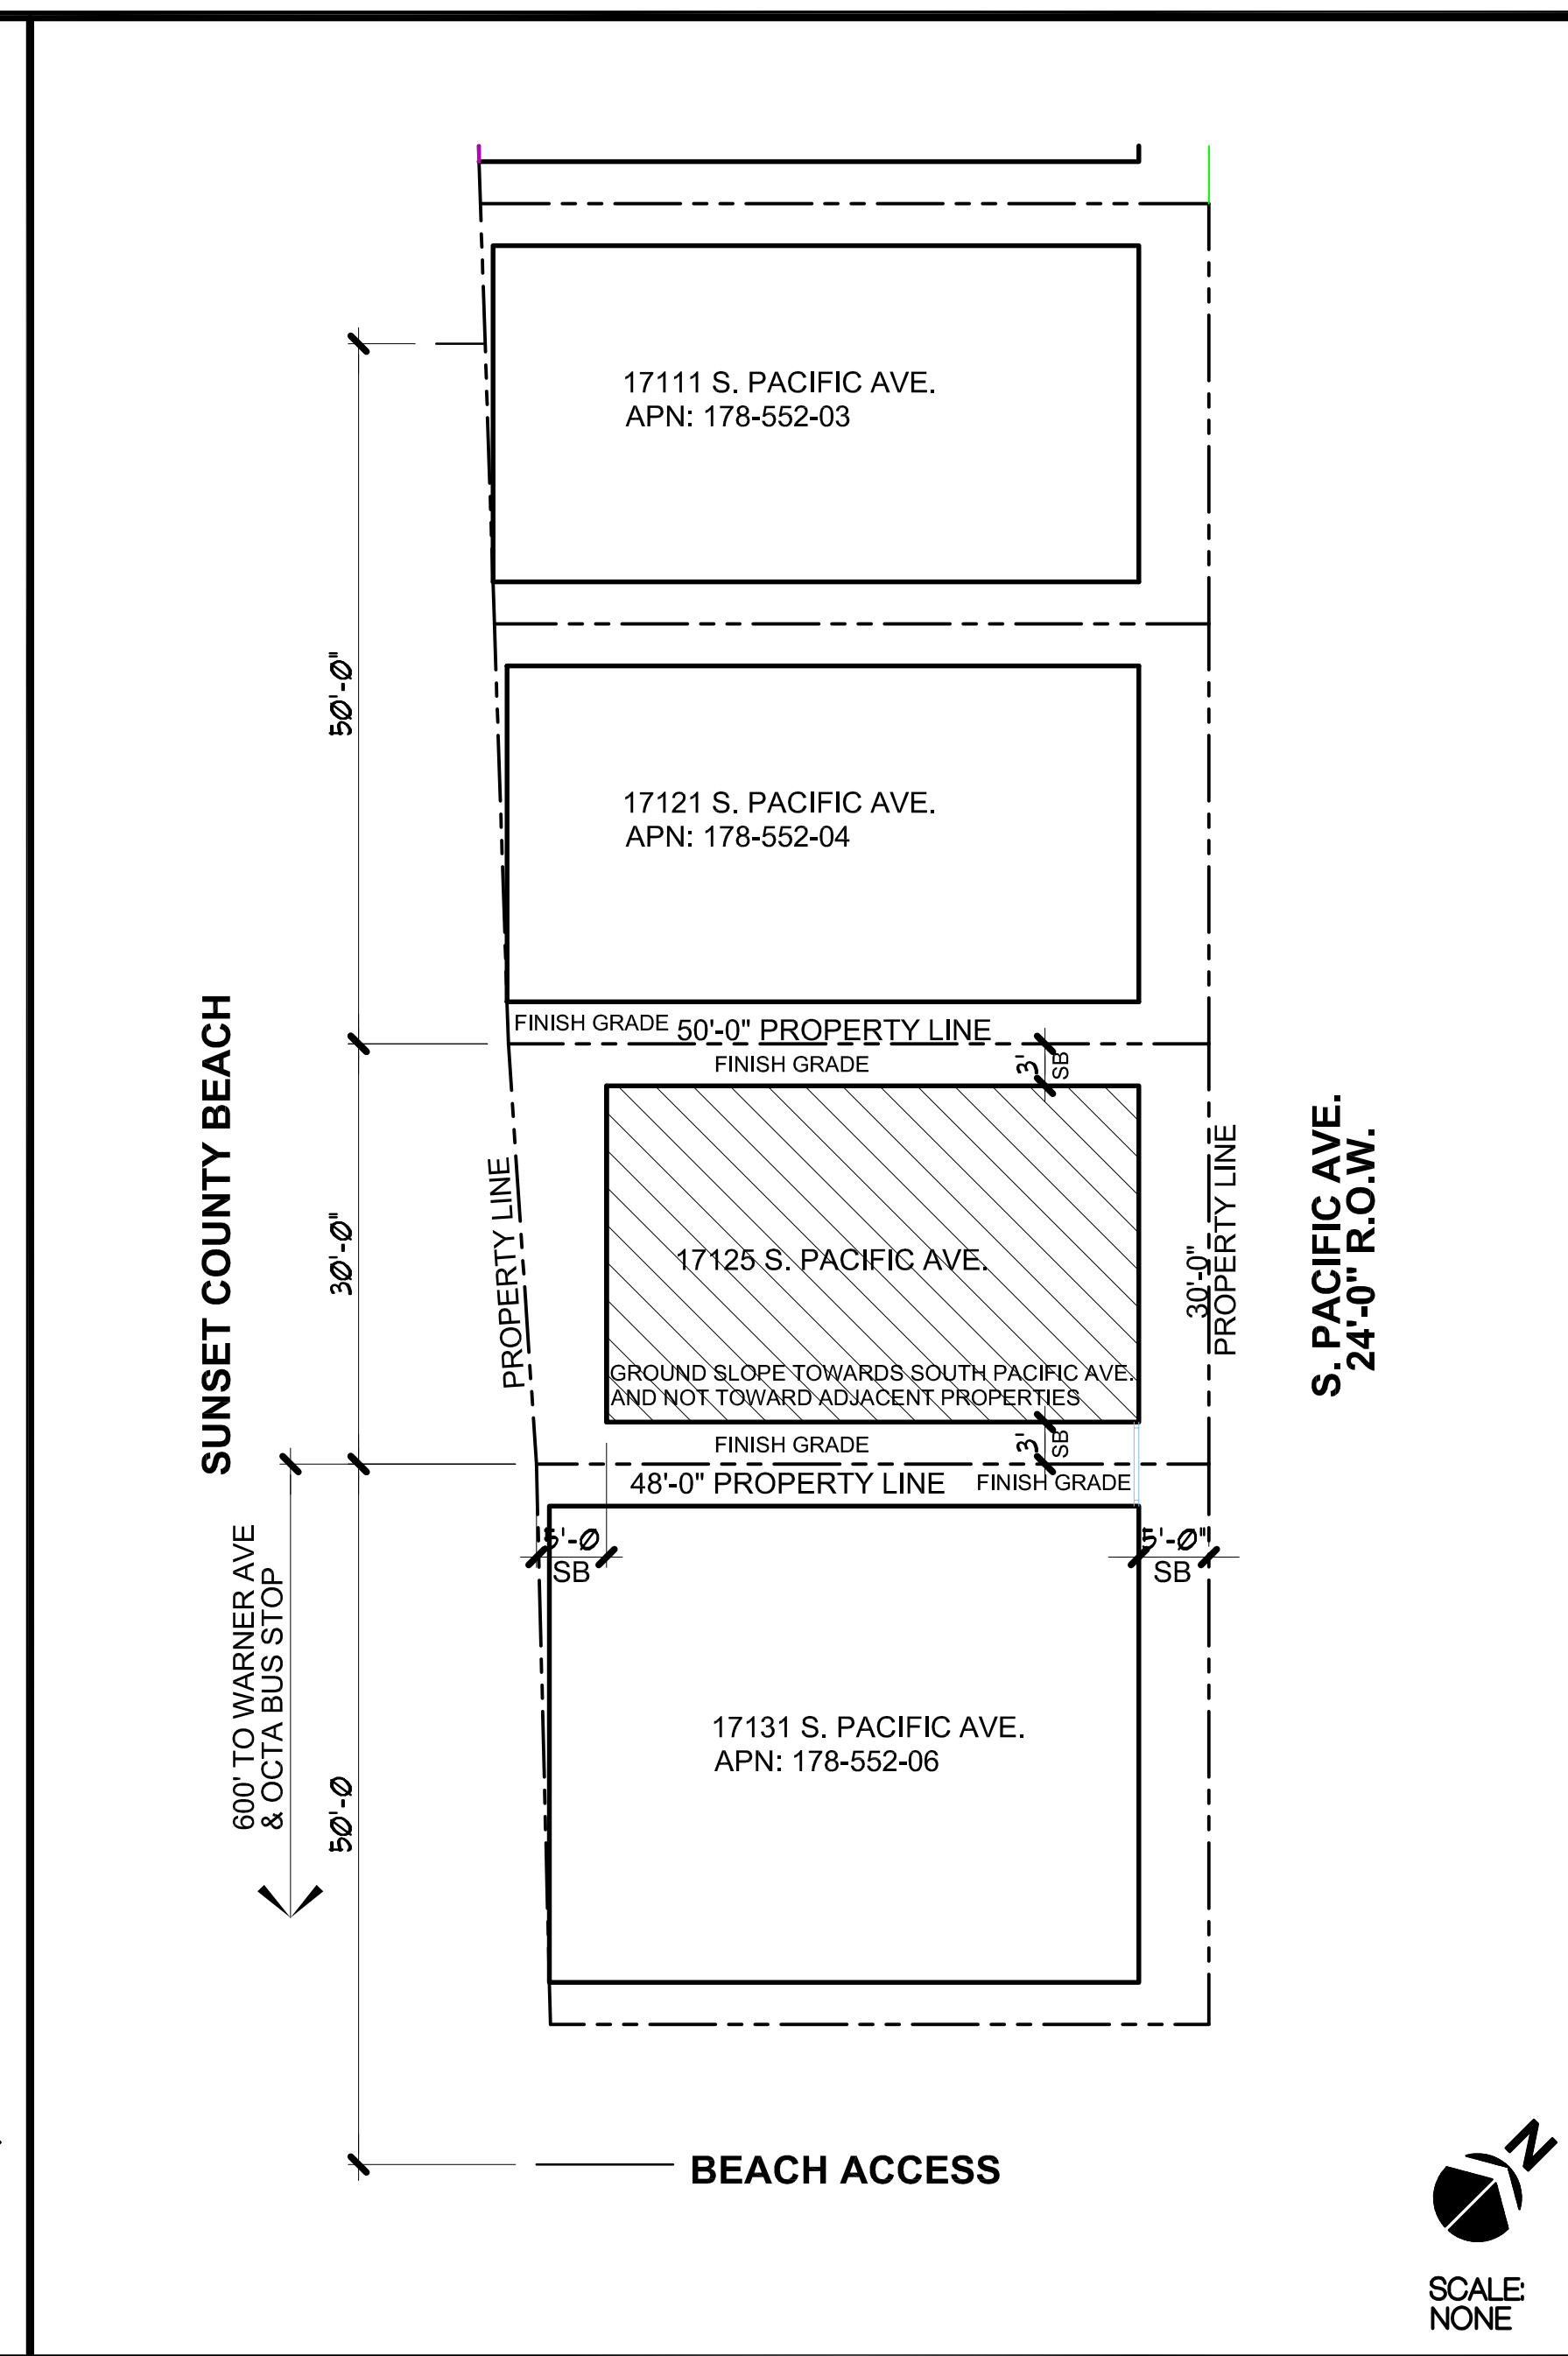 17111 S. PACIFIC AVE.
APN: 178-552-03
50'-0"
17121 S. PACIFIC AVE.
APN: 178-552-04
SUNSET COUNTY BEACH
FINISH GRADE
50'-0" PROPERTY LINE
FINISH GRADE
3'
SB
PROPERTY LINE
30'-0"
17125 S. PACIFIC AVE.
30'-0"
PROPERTY LINE
S. PACIFIC AVE.
24'-0" R.O.W.
GROUND SLOPE TOWARDS SOUTH PACIFIC AVE.
AND NOT TOWARD ADJACENT PROPERTIES
FINISH GRADE
3'
SB
48'-0" PROPERTY LINE
FINISH GRADE
5'-0
SB
5'-0"
SB
600' TO WARNER AVE
& OCTA BUS STOP
50'-0
17131 S. PACIFIC AVE.
APN: 178-552-06
BEACH ACCESS
N
SCALE:
NONE